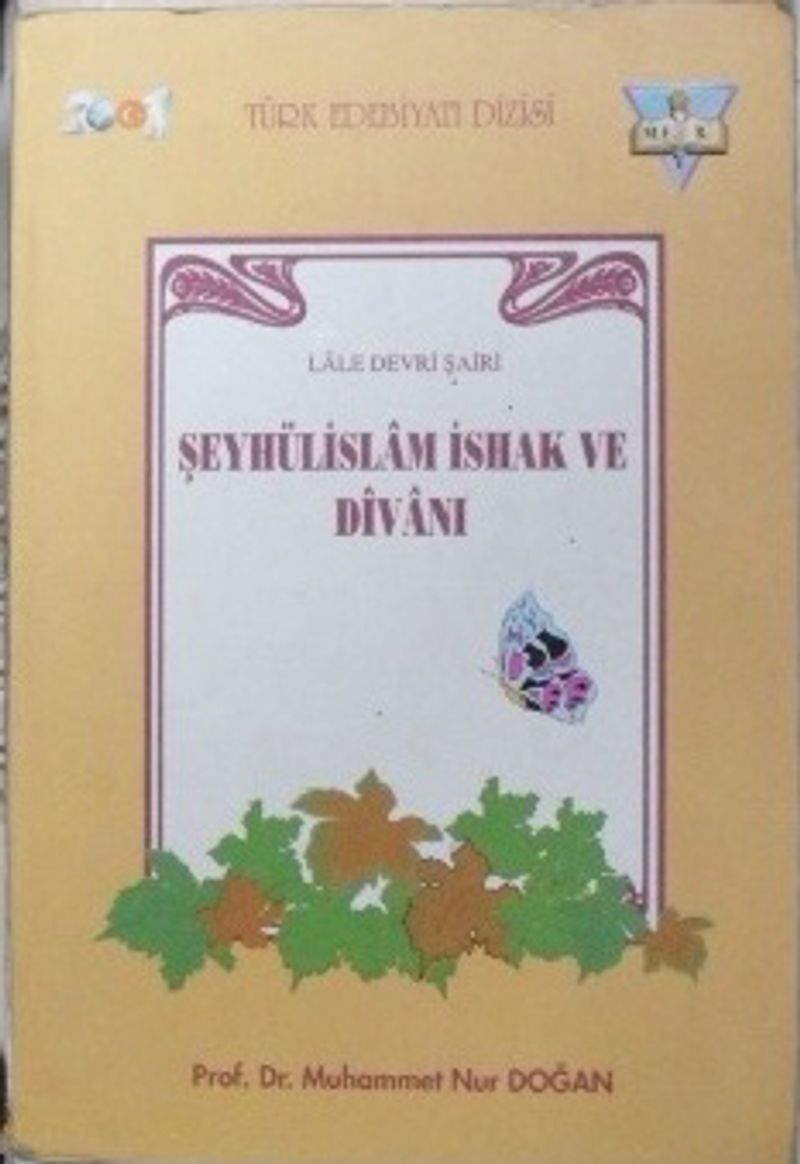 2001
TÜRK EDEBİYATI DİZİSİ
LÂLE DEVRİ ŞAİRİ
ŞEYHÜLİSLÂM İSHAK VE
DÎVÂNI
Prof. Dr. Muhammet Nur DOĞAN